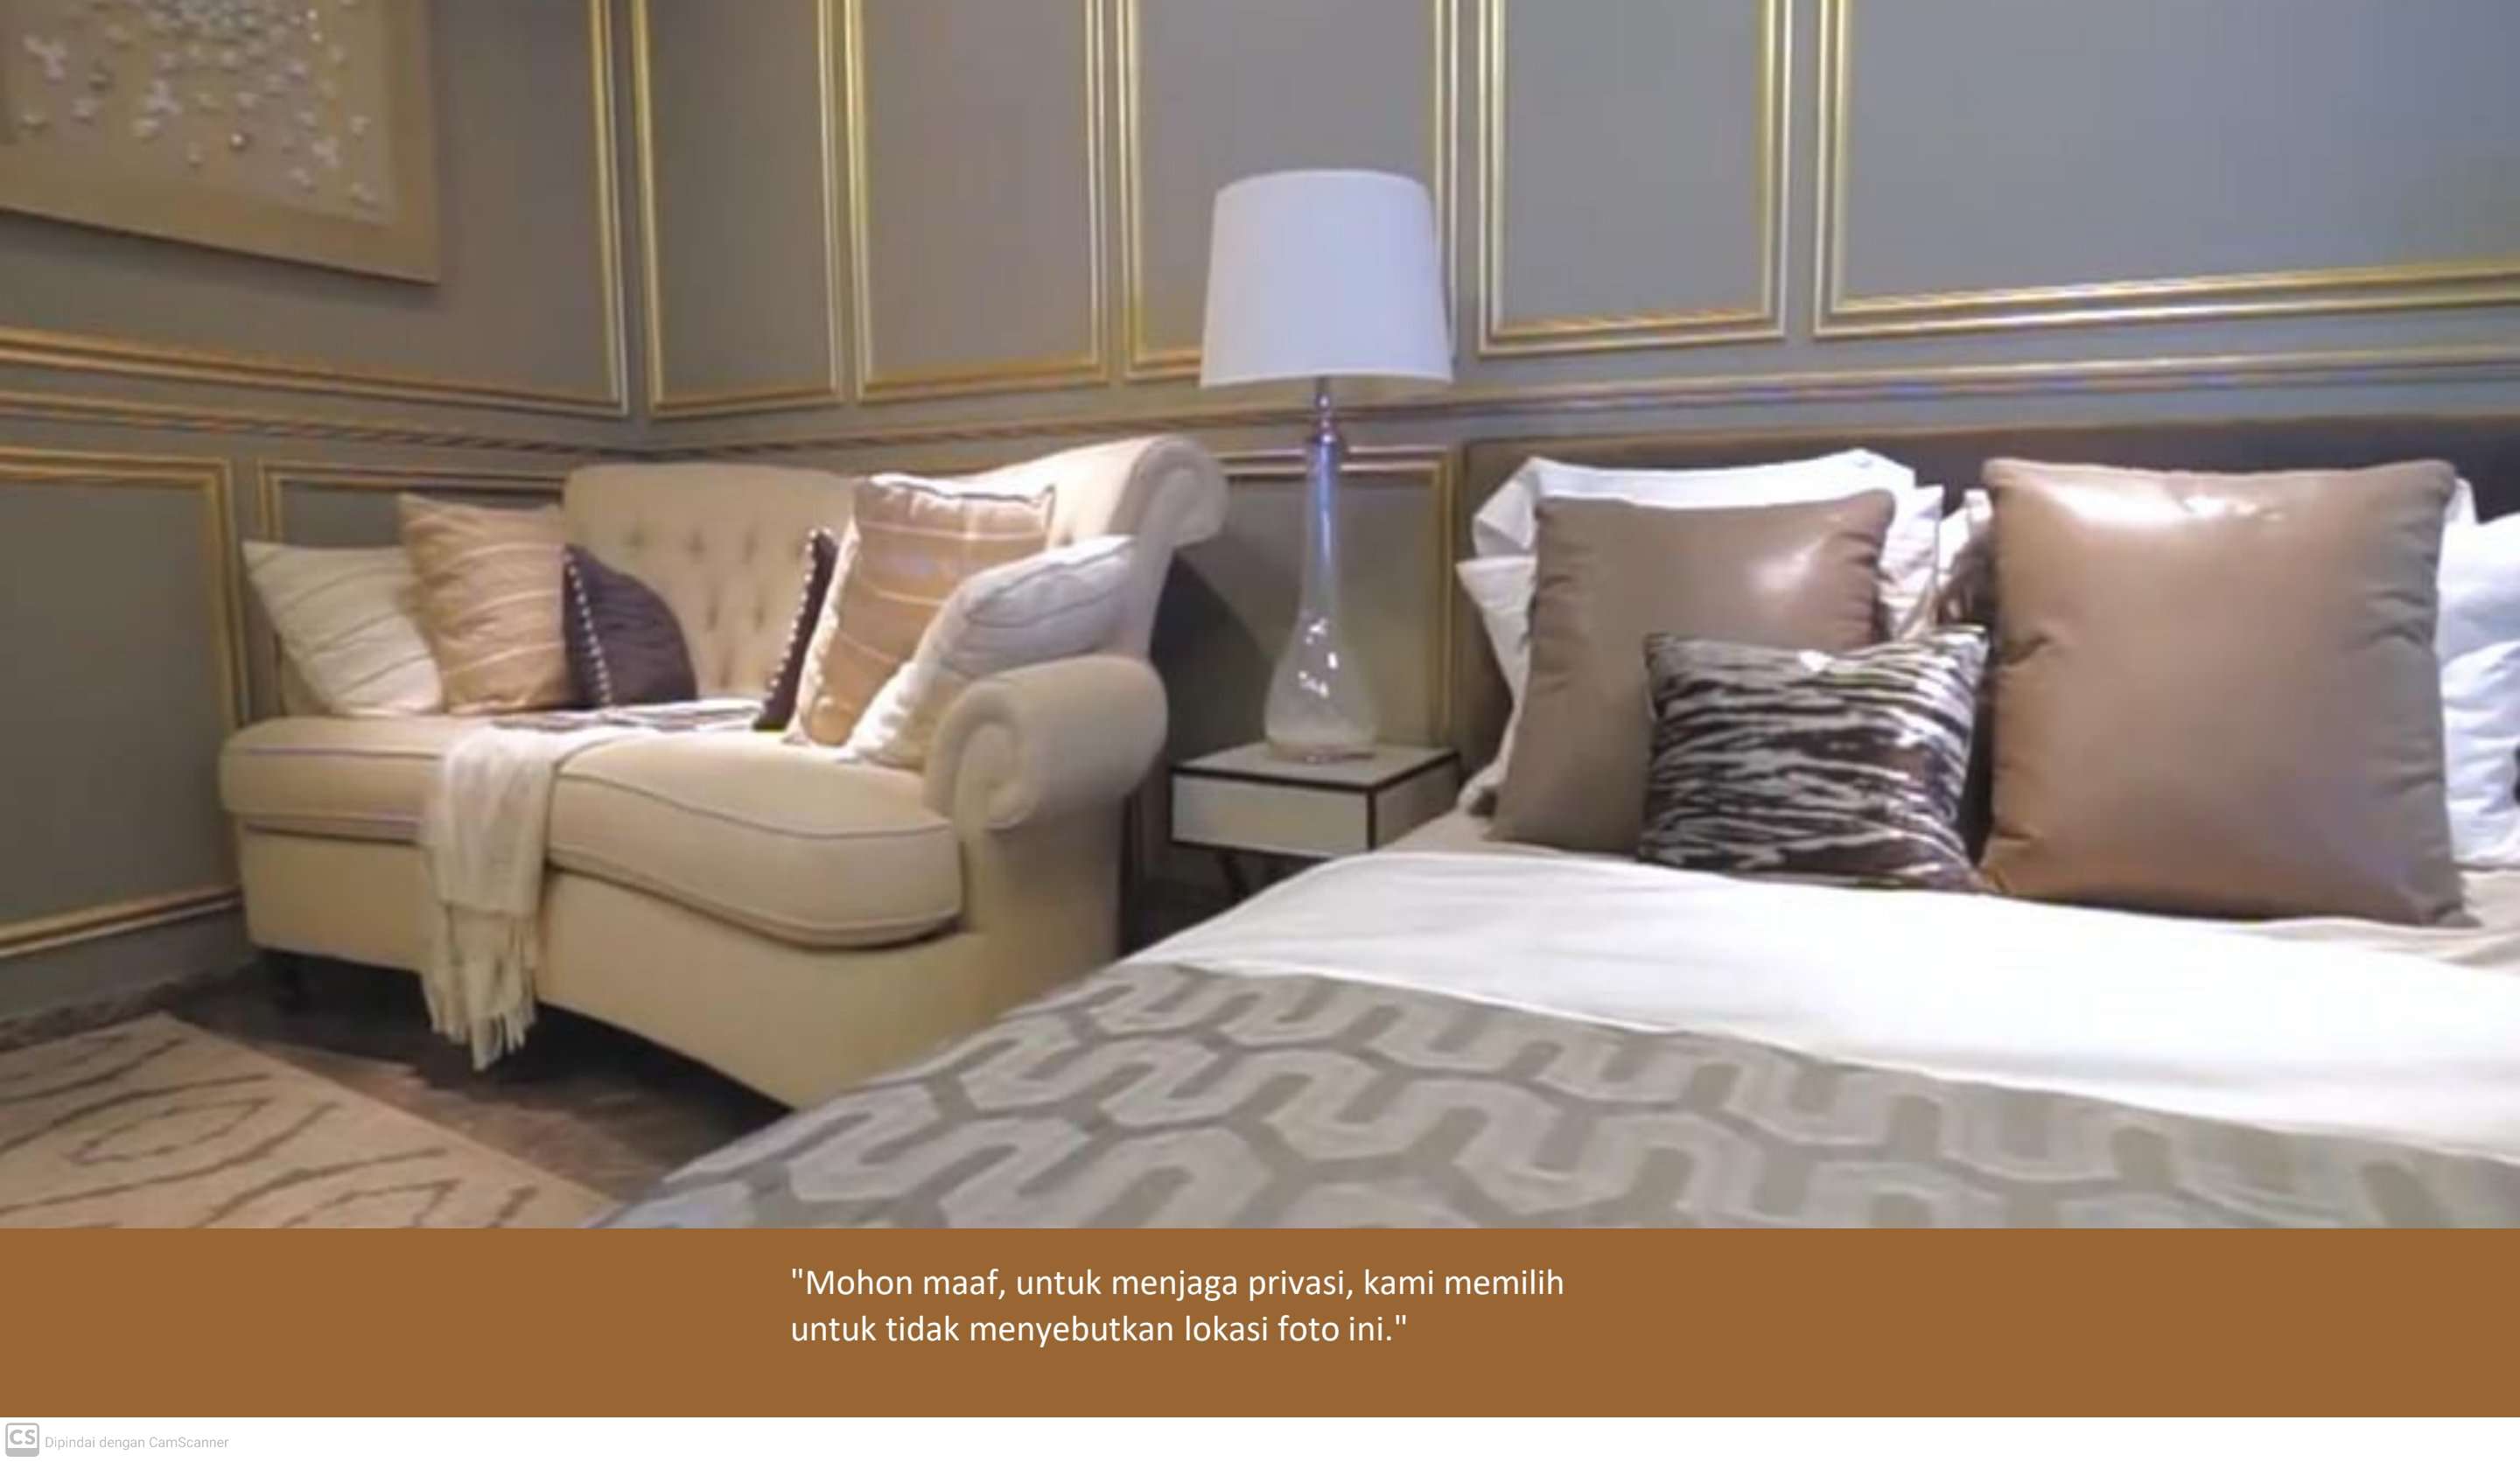 "Mohon maaf, untuk menjaga privasi, kami memilih
untuk tidak menyebutkan lokasi foto ini."
CS Dipindai dengan CamScanner